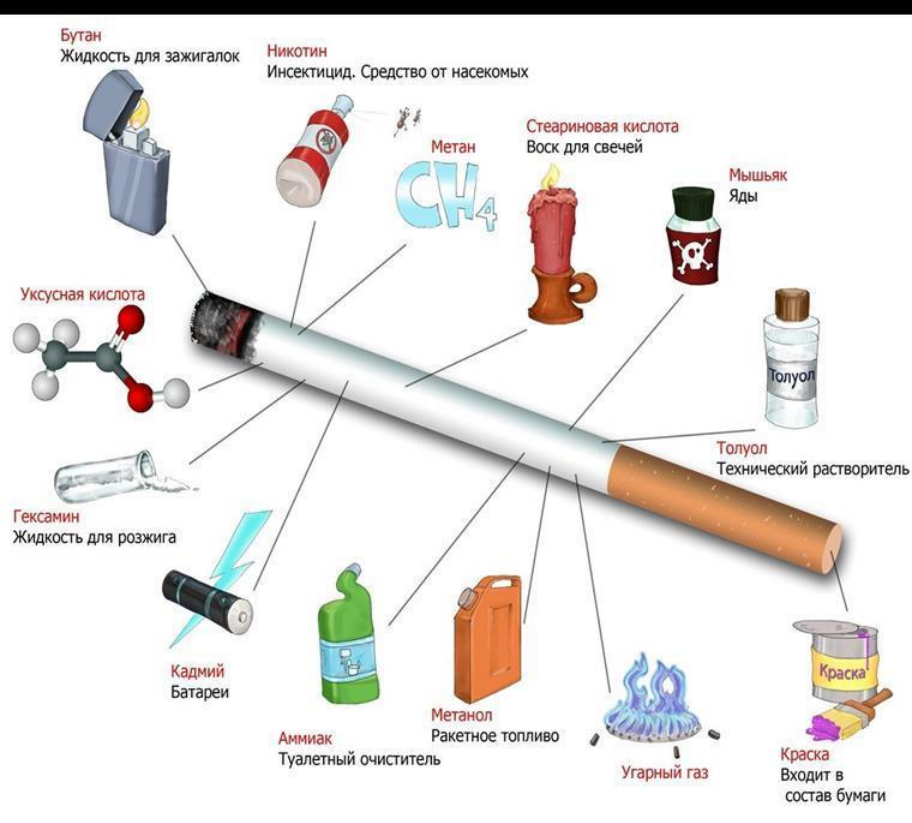 Бутан
Жидкость для зажигалок
Никотин
Инсектицид. Средство от насекомых
Метан
CH4
Стеариновая кислота
Воск для свечей
Мышьяк
Яды
Уксусная кислота
Толуол
Толуол
Технический растворитель
Гексамин
Жидкость для розжига
Кадмий
Батареи
Аммиак
Туалетный очиститель
Метанол
Ракетное топливо
Угарный газ
Краска
Краска
Входит в
состав бумаги